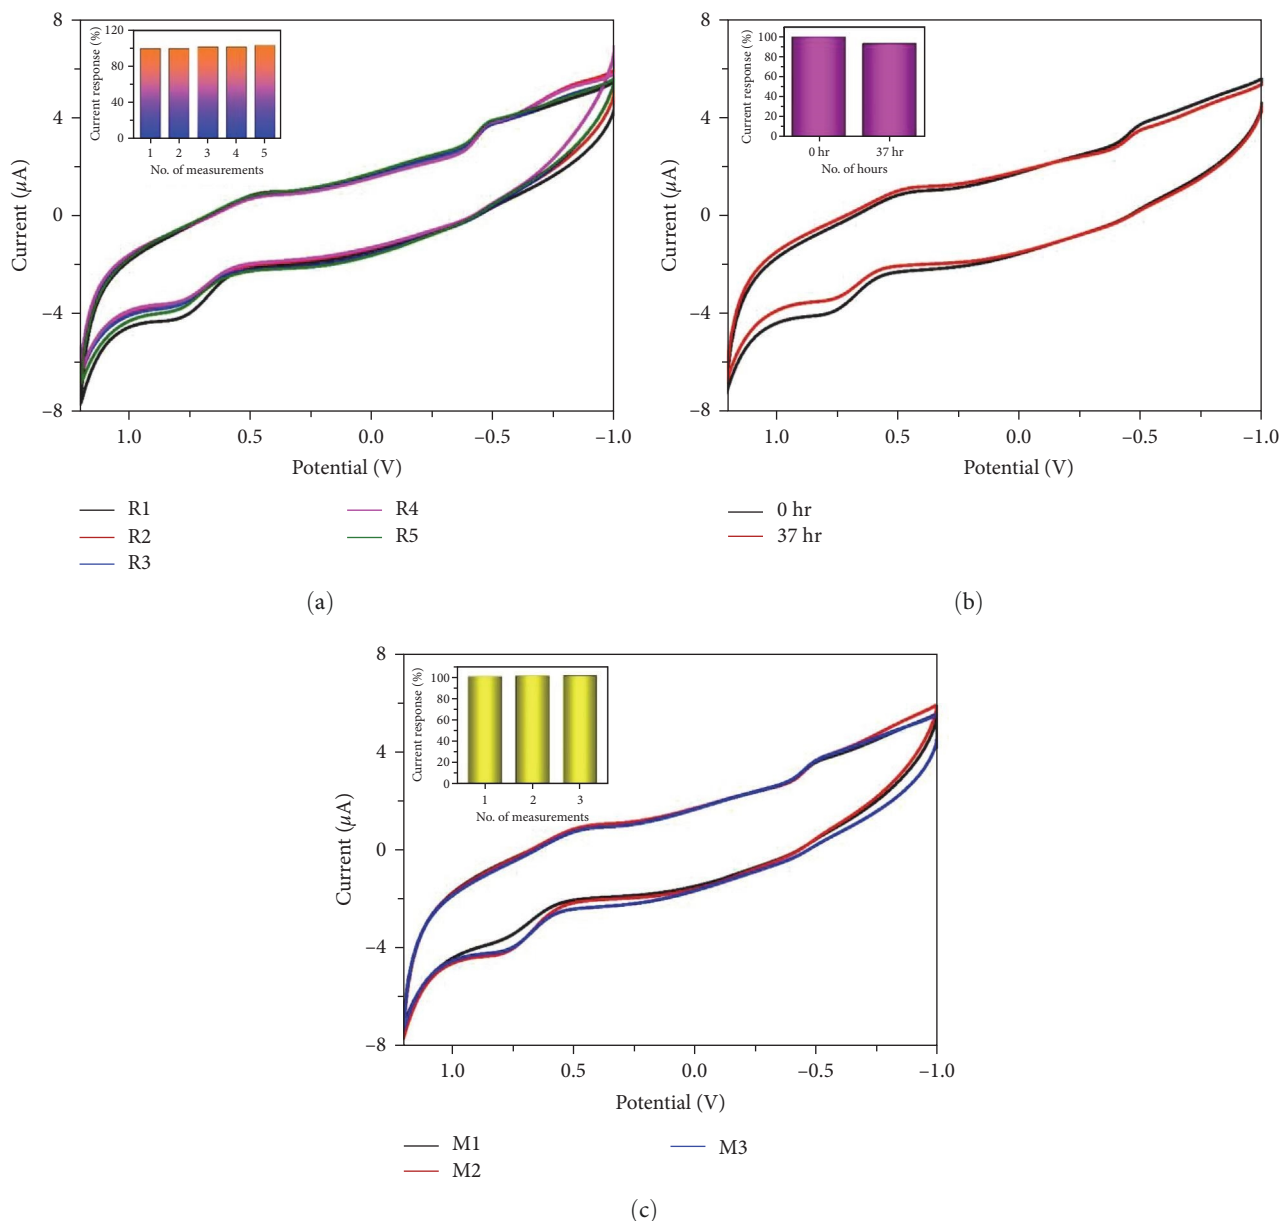 8
4
0
–4
–8
Current (μA)
120
100
80
40
0
Current response (%)
1 2 3 4 5
No. of measurements
1.0 0.5 0.0 –0.5 –1.0
Potential (V)
R1
R2
R3
R4
R5
(a)
8
4
0
–4
–8
Current (μA)
100
80
60
40
20
0
Current response (%)
0 hr 37 hr
No. of hours
1.0 0.5 0.0 –0.5 –1.0
Potential (V)
0 hr
37 hr
(b)
8
4
0
–4
–8
Current (μA)
100
80
60
40
20
0
Current response (%)
1 2 3
No. of measurements
1.0 0.5 0.0 –0.5 –1.0
Potential (V)
M1
M2
M3
(c)